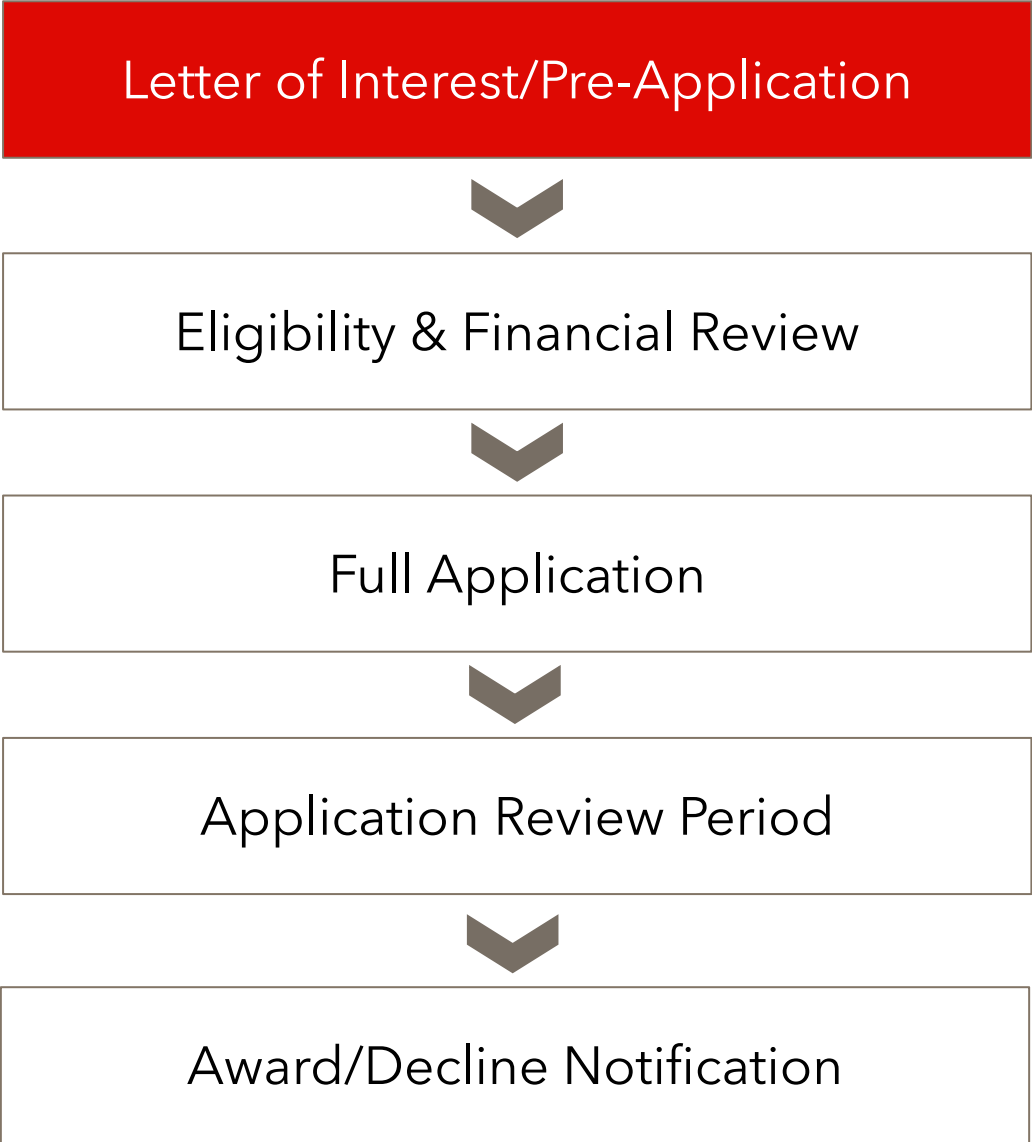 Letter of Interest/Pre-Application
Eligibility & Financial Review
Full Application
Application Review Period
Award/Decline Notification